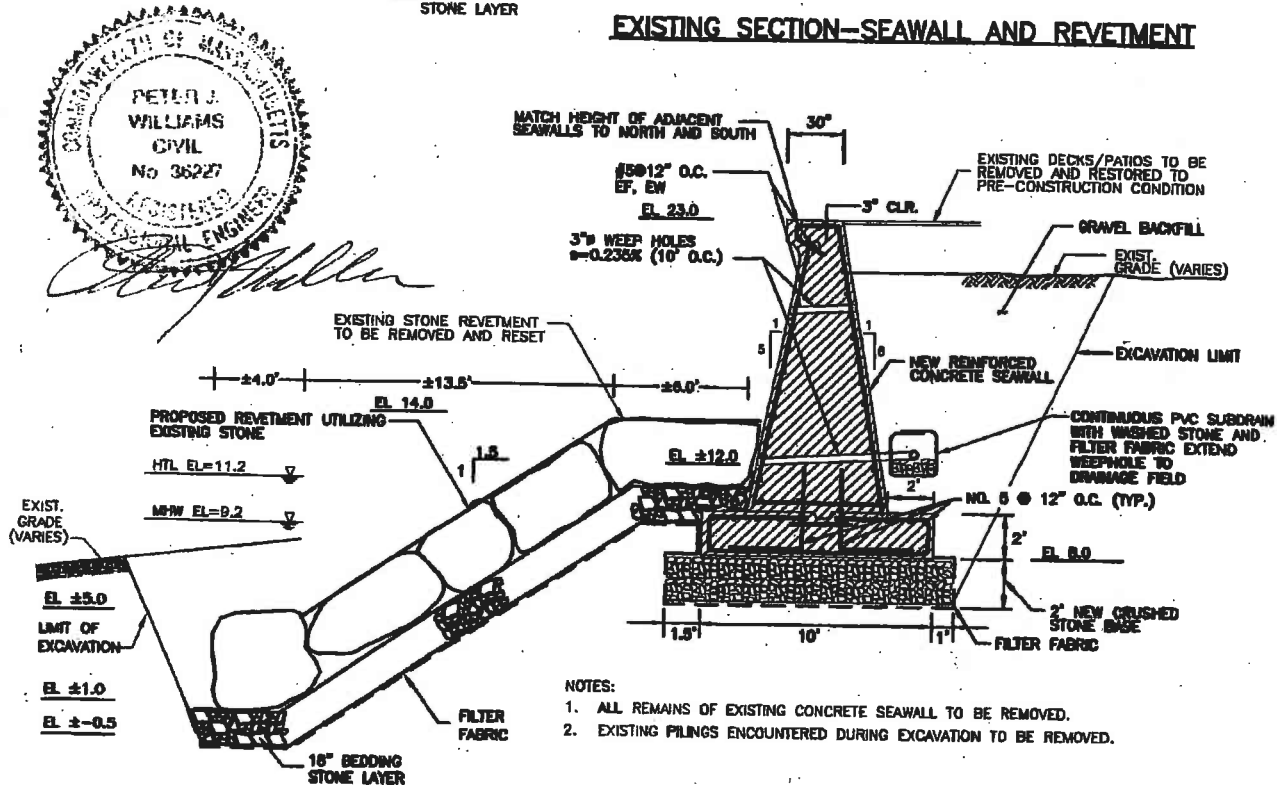 STONE LAYER
EXISTING SECTION-SEAWALL AND REVETMENT
COMMONWEALTH OF MASSACHUSETTS
PETER J.
WILLIAMS
CIVIL
No 36227
REGISTERED
PROFESSIONAL ENGINEER
MATCH HEIGHT OF ADJACENT
SEAWALLS TO NORTH AND SOUTH
30"
#5@12" O.C.
EF, EW
EL 23.0
3" CLR.
EXISTING DECKS/PATIOS TO BE
REMOVED AND RESTORED TO
PRE-CONSTRUCTION CONDITION
GRAVEL BACKFILL
3"ø WEEP HOLES
s=0.235% (10' O.C.)
EXIST.
GRADE (VARIES)
EXISTING STONE REVETMENT
TO BE REMOVED AND RESET
1
5
1
6
EXCAVATION LIMIT
NEW REINFORCED
CONCRETE SEAWALL
±4.0'
±13.5'
±6.0'
EL 14.0
PROPOSED REVETMENT UTILIZING
EXISTING STONE
CONTINUOUS PVC SUBDRAIN
WITH WASHED STONE AND
FILTER FABRIC EXTEND
WEEPHOLE TO
DRAINAGE FIELD
1.5
1
EL ±12.0
HTL EL=11.2
2'
NO. 5 @ 12" O.C. (TYP.)
MHW EL=9.2
EXIST.
GRADE
(VARIES)
2'
EL 8.0
EL ±5.0
LIMIT OF
EXCAVATION
2' NEW CRUSHED
STONE BASE
1.5'
10'
1'
FILTER FABRIC
EL ±1.0
EL ±-0.5
FILTER
FABRIC
18" BEDDING
STONE LAYER
NOTES:
1. ALL REMAINS OF EXISTING CONCRETE SEAWALL TO BE REMOVED.
2. EXISTING PILINGS ENCOUNTERED DURING EXCAVATION TO BE REMOVED.